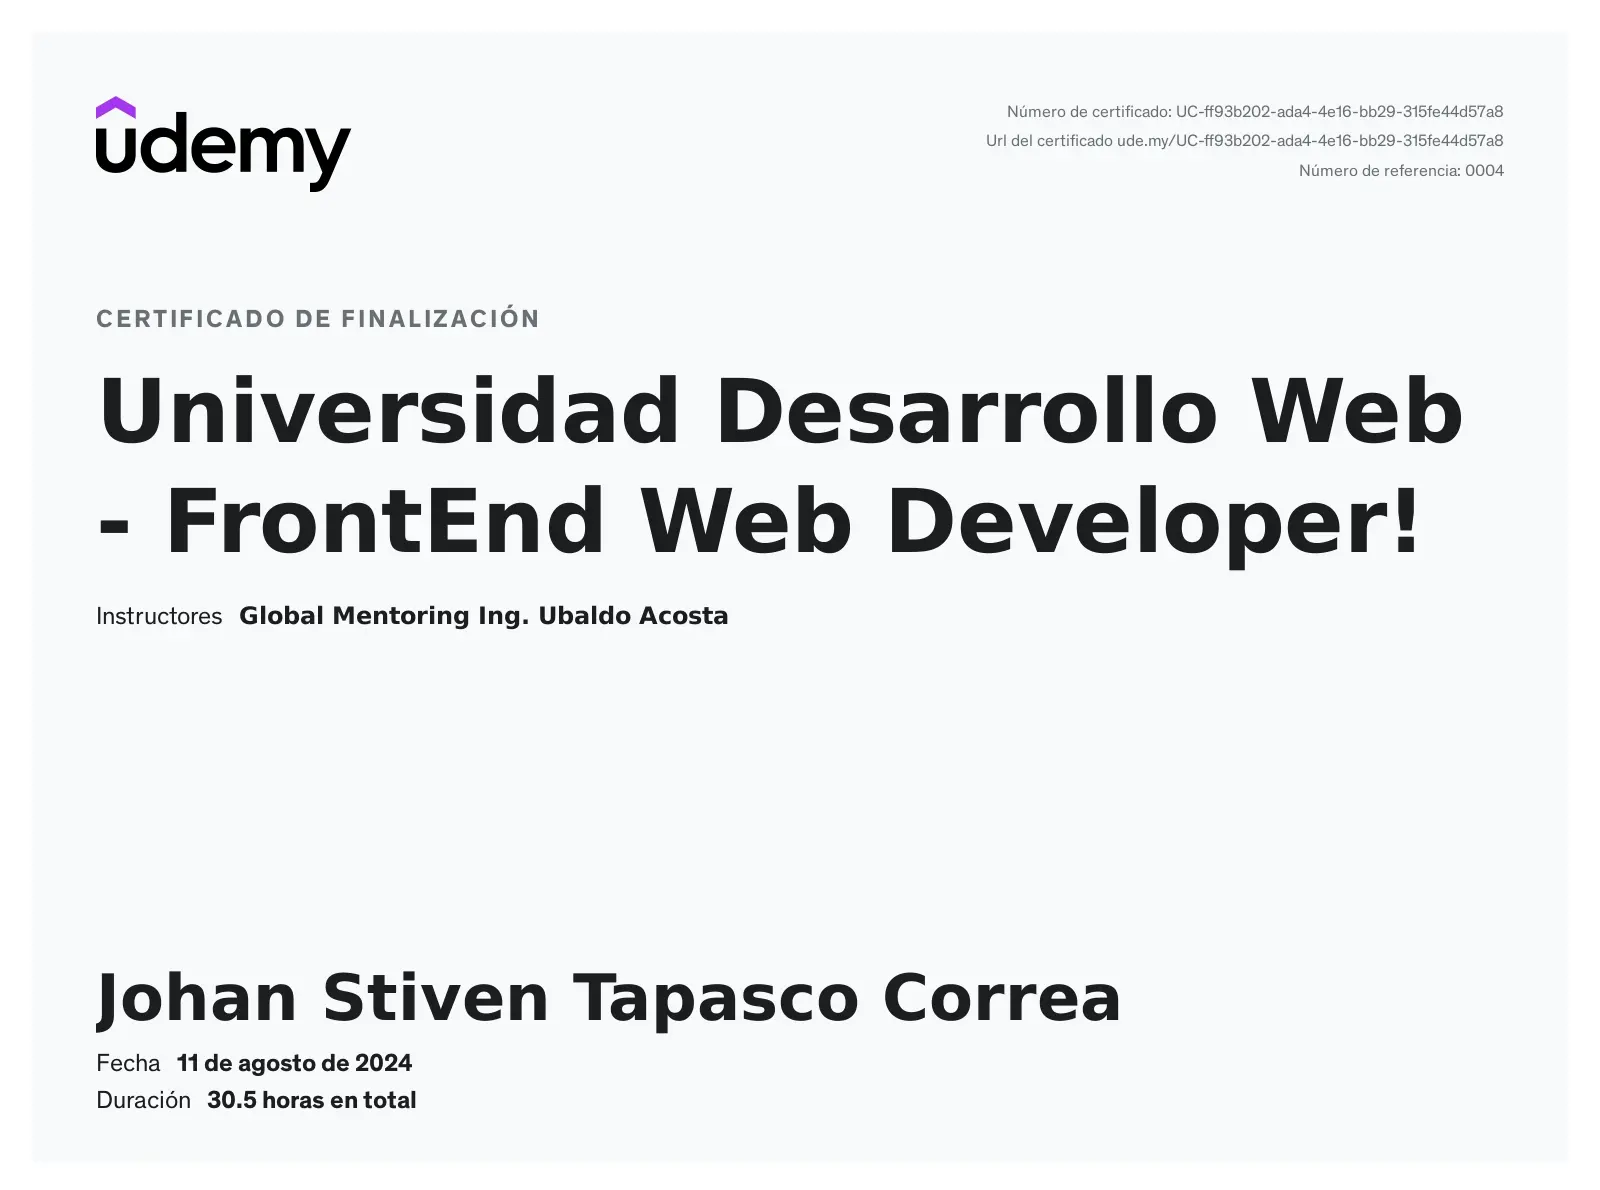 udemy
Número de certificado: UC-ff93b202-ada4-4e16-bb29-315fe44d57a8
Url del certificado ude.my/UC-ff93b202-ada4-4e16-bb29-315fe44d57a8
Número de referencia: 0004
CERTIFICADO DE FINALIZACIÓN
Universidad Desarrollo Web
- FrontEnd Web Developer!
Instructores Global Mentoring Ing. Ubaldo Acosta
Johan Stiven Tapasco Correa
Fecha 11 de agosto de 2024
Duración 30.5 horas en total